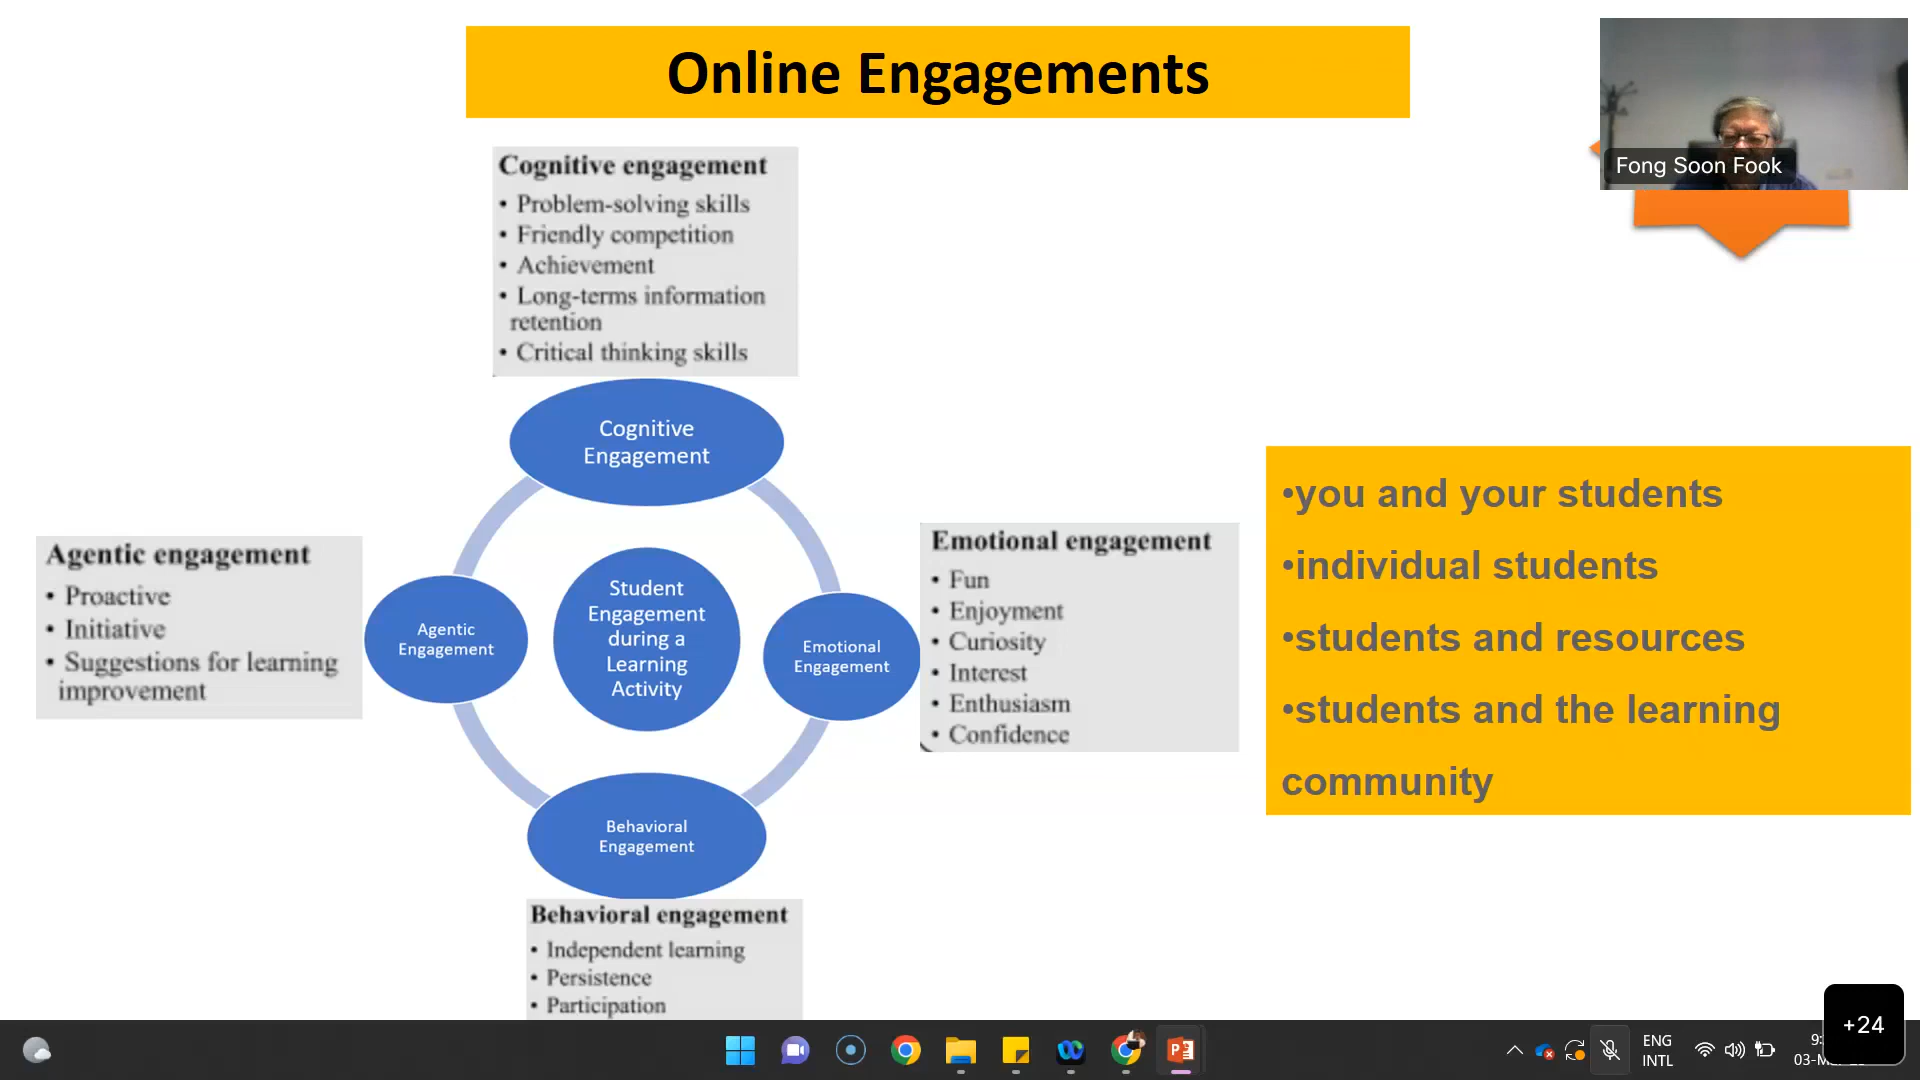 Online Engagements
Fong Soon Fook
Cognitive engagement
• Problem-solving skills
• Friendly competition
• Achievement
• Long-terms information
retention
• Critical thinking skills
Cognitive
Engagement
Agentic engagement
• Proactive
• Initiative
• Suggestions for learning
improvement
Agentic
Engagement
Student
Engagement
during a
Learning
Activity
Emotional
Engagement
Emotional engagement
• Fun
• Enjoyment
• Curiosity
• Interest
• Enthusiasm
• Confidence
•you and your students
•individual students
•students and resources
•students and the learning
community
Behavioral
Engagement
Behavioral engagement
• Independent learning
• Persistence
• Participation
+24
ENG
INTL